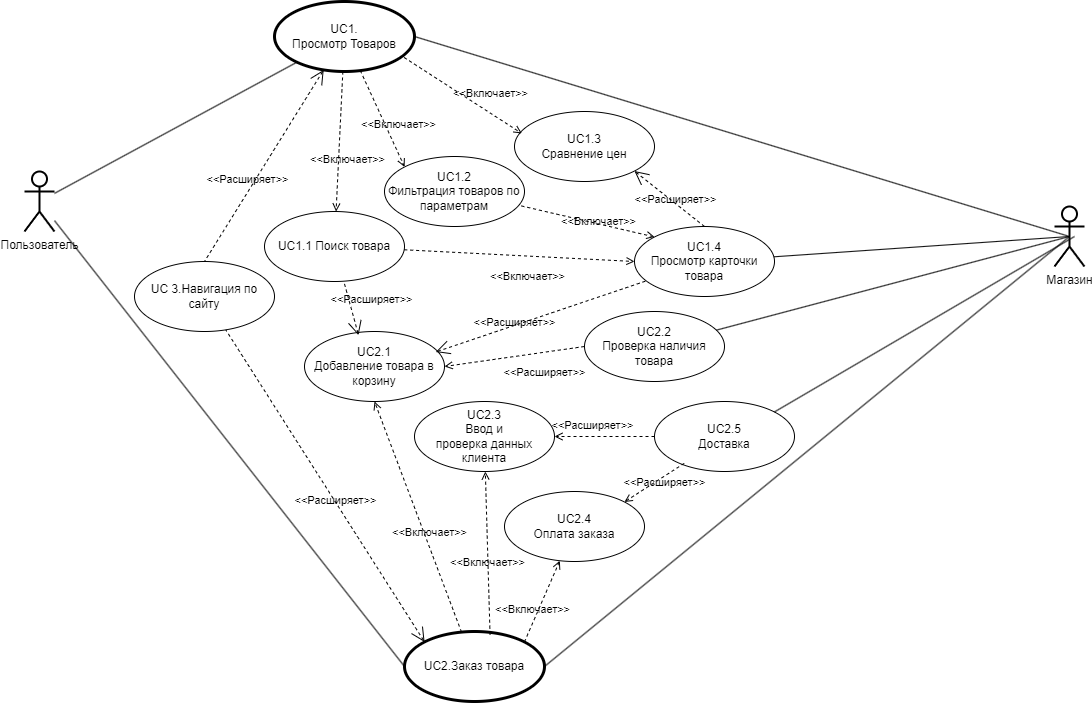 UC1.
Просмотр Товаров
<<Включает>>
<<Включает>>
UC1.3
Сравнение цен
<<Включает>>
UC1.2
Фильтрация товаров по
параметрам
<<Расширяет>>
<<Расширяет>>
<<Включает>>
Пользователь
UC1.1 Поиск товара
UC1.4
Просмотр карточки
товара
<<Включает>>
Магазин
UC 3.Навигация по
сайту
<<Расширяет>>
<<Расширяет>>
UC2.2
Проверка наличия
товара
UC2.1
Добавление товара в
корзину
<<Расширяет>>
UC2.3
Ввод и
проверка данных
клиента
<<Расширяет>>
UC2.5
Доставка
<<Расширяет>>
<<Расширяет>>
UC2.4
Оплата заказа
<<Включает>>
<<Включает>>
<<Включает>>
UC2.Заказ товара